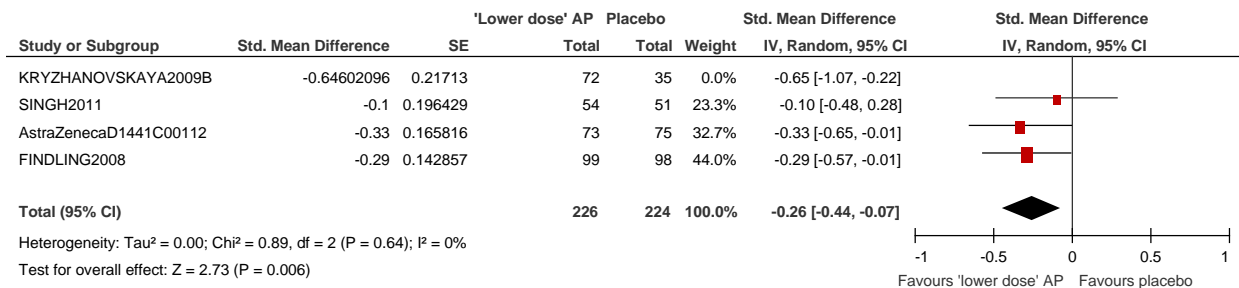 'Lower dose' AP Placebo Std. Mean Difference Std. Mean Difference
Study or Subgroup Std. Mean Difference SE Total Total Weight IV, Random, 95% CI IV, Random, 95% CI
KRYZHANOVSKAYA2009B -0.64602096 0.21713 72 35 0.0% -0.65 [-1.07, -0.22]
SINGH2011 -0.1 0.196429 54 51 23.3% -0.10 [-0.48, 0.28]
AstraZenecaD1441C00112 -0.33 0.165816 73 75 32.7% -0.33 [-0.65, -0.01]
FINDLING2008 -0.29 0.142857 99 98 44.0% -0.29 [-0.57, -0.01]
Total (95% CI) 226 224 100.0% -0.26 [-0.44, -0.07]
Heterogeneity: Tau² = 0.00; Chi² = 0.89, df = 2 (P = 0.64); I² = 0%
Test for overall effect: Z = 2.73 (P = 0.006)
-1 -0.5 0 0.5 1
Favours 'lower dose' AP Favours placebo